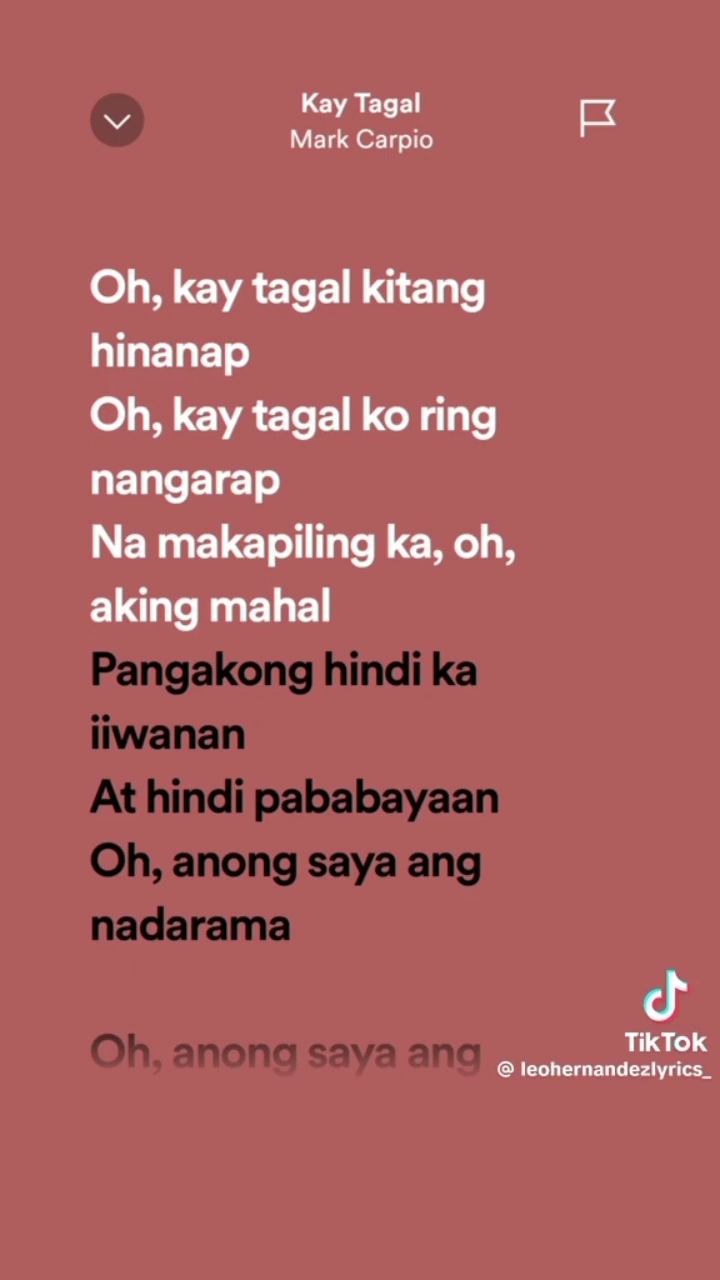 Kay Tagal
Mark Carpio
Oh, kay tagal kitang
hinanap
Oh, kay tagal ko ring
nangarap
Na makapiling ka, oh,
aking mahal
Pangakong hindi ka
iiwanan
At hindi pababayaan
Oh, anong saya ang
nadarama
Oh, anong saya ang
TikTok
@ leohernandezlyrics_